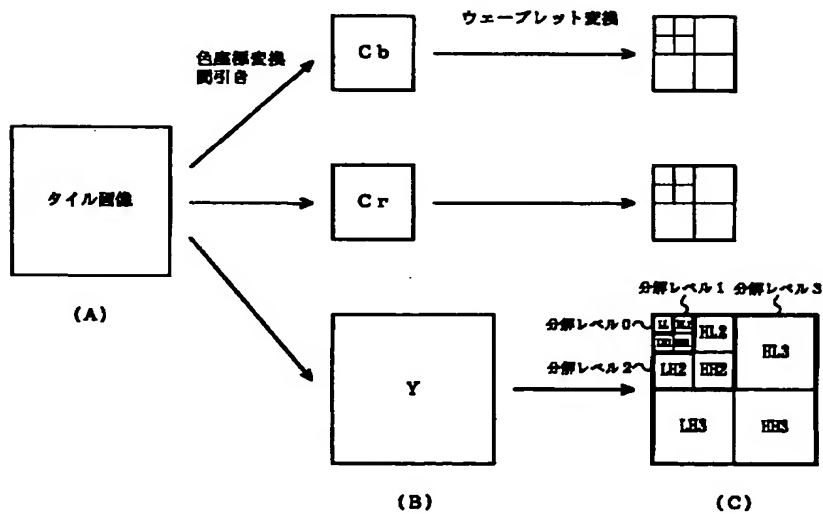 ウェーブレット変換
色座標変換
間引き
Cb
タイル画像
Cr
(A)
分解レベル1 分解レベル3
分解レベル0
LL
HL2
HL3
分解レベル2
LH2 HH2
Y
LH3 HH3
(B)
(C)